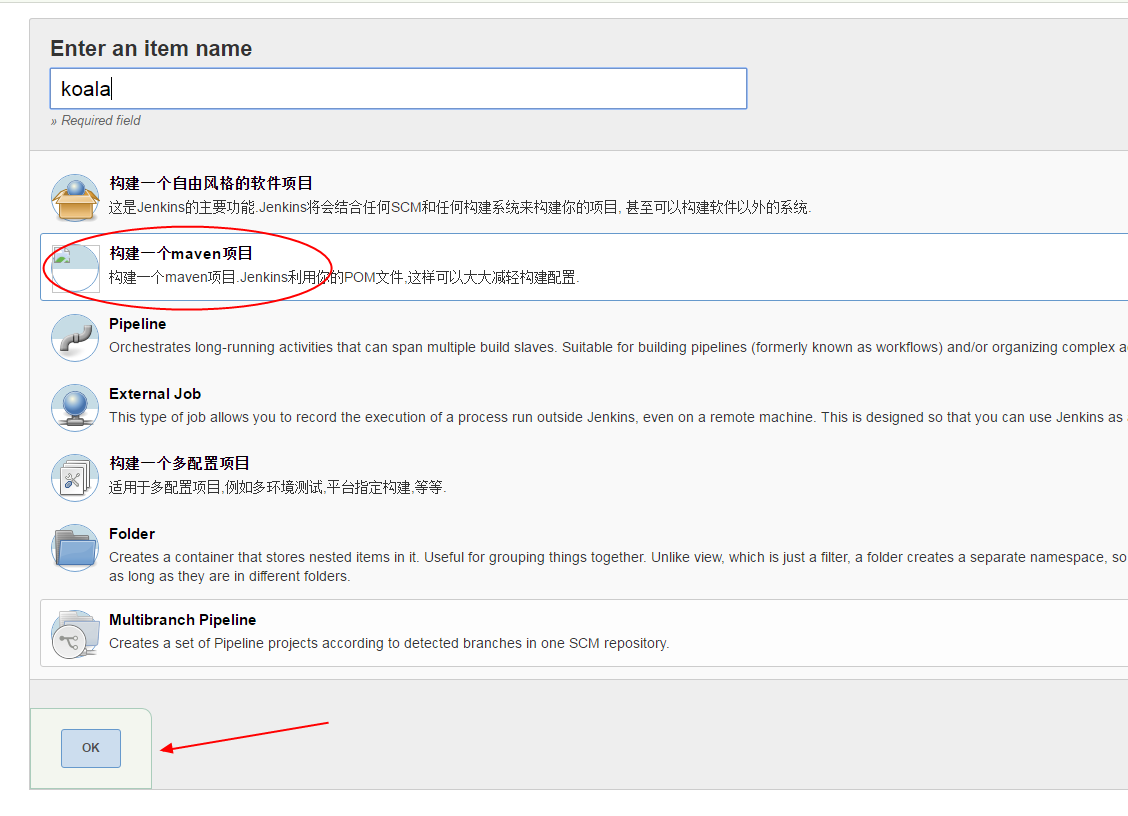 Enter an item name
koala
» Required field
构建一个自由风格的软件项目
这是Jenkins的主要功能.Jenkins将会结合任何SCM和任何构建系统来构建你的项目, 甚至可以构建软件以外的系统.
构建一个maven项目
构建一个maven项目.Jenkins利用你的POM文件,这样可以大大减轻构建配置.
Pipeline
Orchestrates long-running activities that can span multiple build slaves. Suitable for building pipelines (formerly known as workflows) and/or organizing complex a
External Job
This type of job allows you to record the execution of a process run outside Jenkins, even on a remote machine. This is designed so that you can use Jenkins as
构建一个多配置项目
适用于多配置项目,例如多环境测试,平台指定构建,等等.
Folder
Creates a container that stores nested items in it. Useful for grouping things together. Unlike view, which is just a filter, a folder creates a separate namespace, so
as long as they are in different folders.
Multibranch Pipeline
Creates a set of Pipeline projects according to detected branches in one SCM repository.
OK